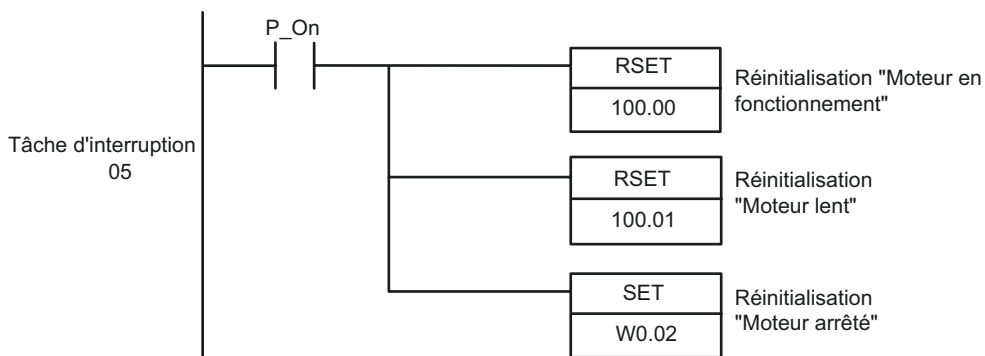 P_On
RSET
100.00
Réinitialisation "Moteur en
fonctionnement"
Tâche d'interruption
05
RSET
100.01
Réinitialisation
"Moteur lent"
SET
W0.02
Réinitialisation
"Moteur arrêté"